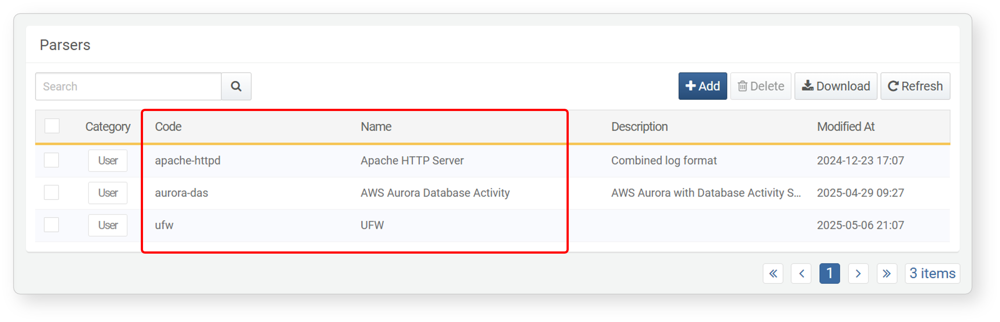 Parsers
Search
Add Delete Download Refresh
Category Code Name Description Modified At
User apache-httpd Apache HTTP Server Combined log format 2024-12-23 17:07
User aurora-das AWS Aurora Database Activity AWS Aurora with Database Activity S... 2025-04-29 09:27
User ufw UFW 2025-05-06 21:07
« ‹ 1 › » 3 items